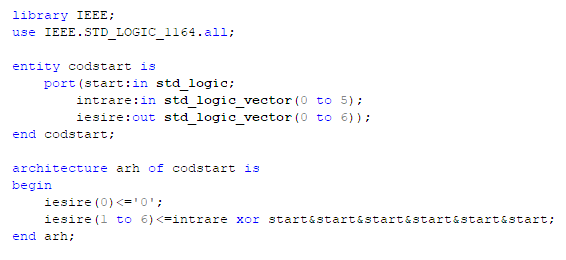 library IEEE;
use IEEE.STD_LOGIC_1164.all;
entity codstart is
port(start:in std_logic;
intrare:in std_logic_vector(0 to 5);
iesire:out std_logic_vector(0 to 6));
end codstart;
architecture arh of codstart is
begin
iesire(0)<='0';
iesire(1 to 6)<=intrare xor start&start&start&start&start&start;
end arh;